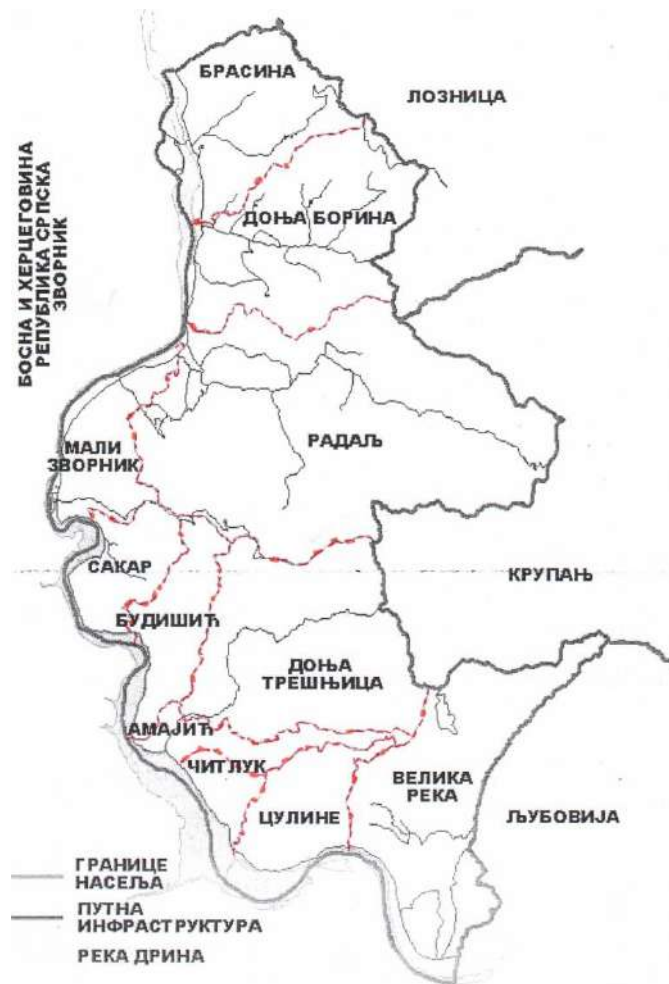 БРАСИНА
ЛОЗНИЦА
БОСНА И ХЕРЦЕГОВИНА
РЕПУБЛИКА СРПСКА
ЗВОРНИК
ДОЊА БОРИНА
МАЛИ
ЗВОРНИК
РАДАЉ
САКАР
КРУПАЊ
БУДИШИЋ
ДОЊА
ТРЕШЊИЦА
АМАЈИЋ
ЧИТЛУК
ЦУЛИНЕ
ВЕЛИКА
РЕКА
ЉУБОВИЈА
ГРАНИЦЕ
НАСЕЉА
ПУТНА
ИНФРАСТРУКТУРА
РЕКА ДРИНА